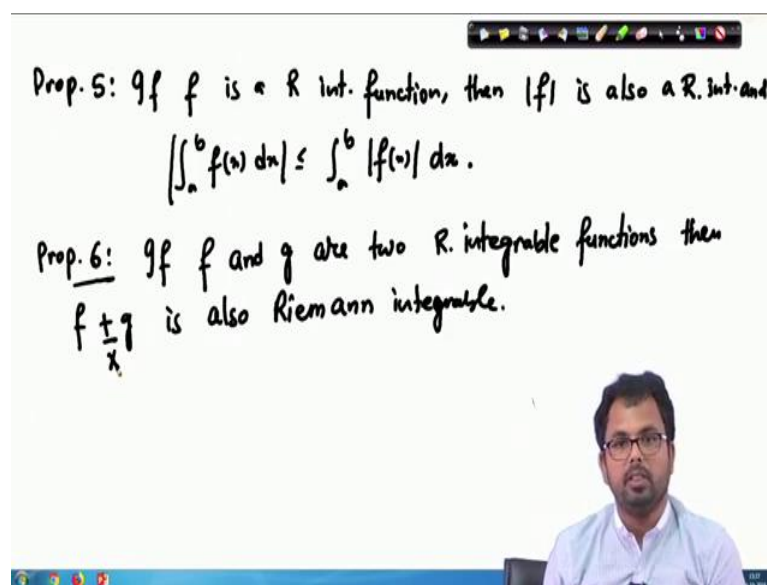 Prop. 5: If f is a R int. function, then |f| is also a R. int. and
|∫_a^b f(x) dx| ≤ ∫_a^b |f(x)| dx.
Prop. 6: If f and g are two R. integrable functions then
f ± g is also Riemann integrable.
x